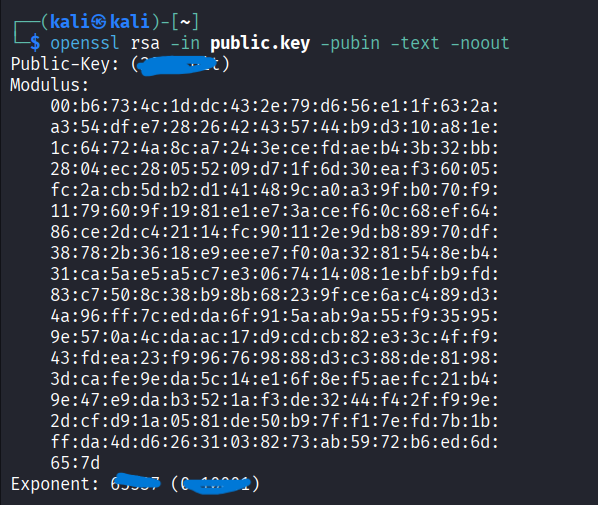 (kali㉿kali)-[~]
$ openssl rsa -in public.key -pubin -text -noout
Public-Key: ( )
Modulus:
00:b6:73:4c:1d:dc:43:2e:79:d6:56:e1:1f:63:2a:
a3:54:df:e7:28:26:42:43:57:44:b9:d3:10:a8:1e:
1c:64:72:4a:8c:a7:24:3e:ce:fd:ae:b4:3b:32:bb:
28:04:ec:28:05:52:09:d7:1f:6d:30:ea:f3:60:05:
fc:2a:cb:5d:b2:d1:41:48:9c:a0:a3:9f:b0:70:f9:
11:79:60:9f:19:81:e1:e7:3a:ce:f6:0c:68:ef:64:
86:ce:2d:c4:21:14:fc:90:11:2e:9d:b8:89:70:df:
38:78:2b:36:18:e9:ee:e7:f0:0a:32:81:54:8e:b4:
31:ca:5a:e5:a5:c7:e3:06:74:14:08:1e:bf:b9:fd:
83:c7:50:8c:38:b9:8b:68:23:9f:ce:6a:c4:89:d3:
4a:96:ff:7c:ed:da:6f:91:5a:ab:9a:55:f9:35:95:
9e:57:0a:4c:da:ac:17:d9:cd:cb:82:e3:3c:4f:f9:
43:fd:ea:23:f9:96:76:98:88:d3:c3:88:de:81:98:
3d:ca:fe:9e:da:5c:14:e1:6f:8e:f5:ae:fc:21:b4:
9e:47:e9:da:b3:52:1a:f3:de:32:44:f4:2f:f9:9e:
2d:cf:d9:1a:05:81:de:50:b9:7f:f1:7e:fd:7b:1b:
ff:da:4d:d6:26:31:03:82:73:ab:59:72:b6:ed:6d:
65:7d
Exponent: ( )